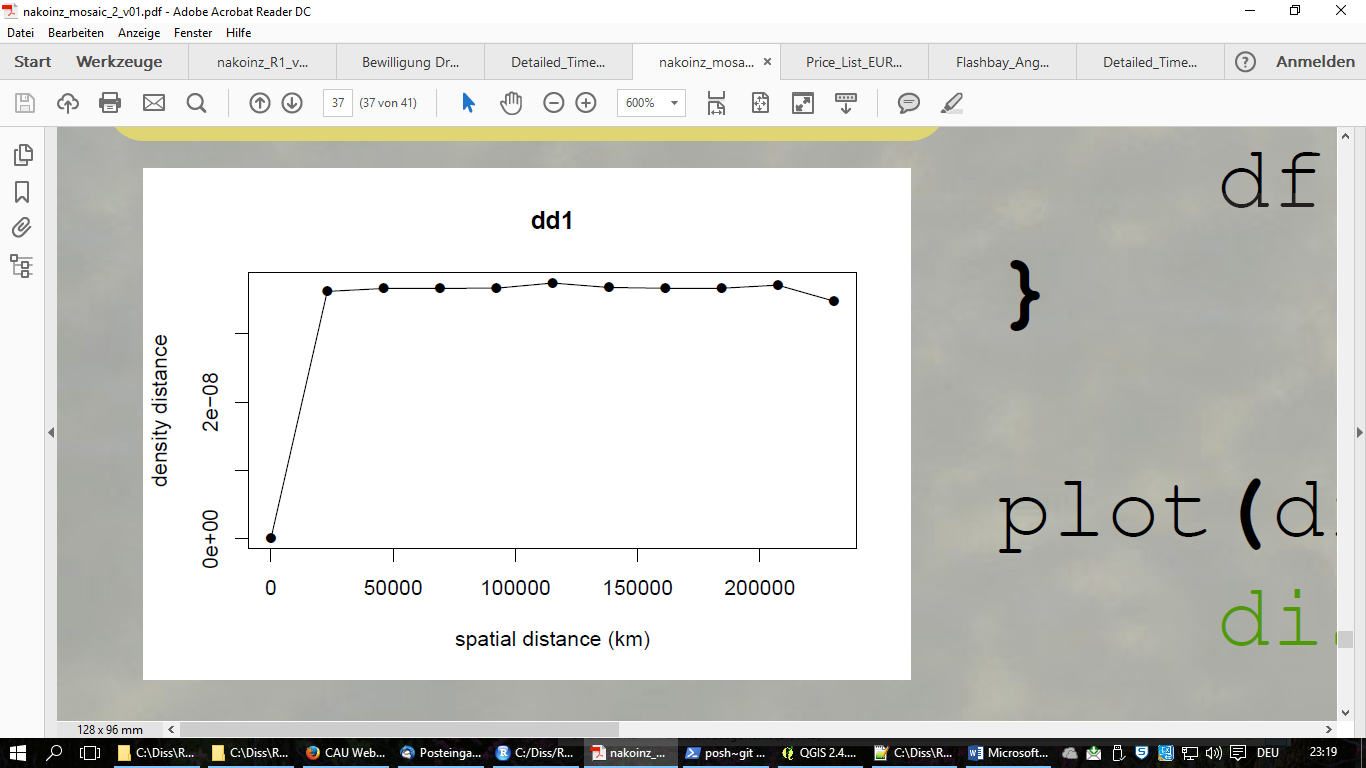 nakoinz_mosaic_2_v01.pdf - Adobe Acrobat Reader DC
Datei Bearbeiten Anzeige Fenster Hilfe
Start Werkzeuge nakoinz_R1_v... Bewilligung Dr... Detailed_Time... nakoinz_mosa... Price_List_EUR... Flashbay_Ang... Detailed_Time... Anmelden
37 (37 von 41) 600%
df
}
plot(d
di
dd1
density distance
2e−08
0e+00
0 50000 100000 150000 200000
spatial distance (km)
128 x 96 mm
C:\Diss\R... C:\Diss\R... CAU Web... Posteinga... C:/Diss/R... nakoinz_... posh~git ... QGIS 2.4.... C:\Diss\R... Microsoft... DEU 23:19